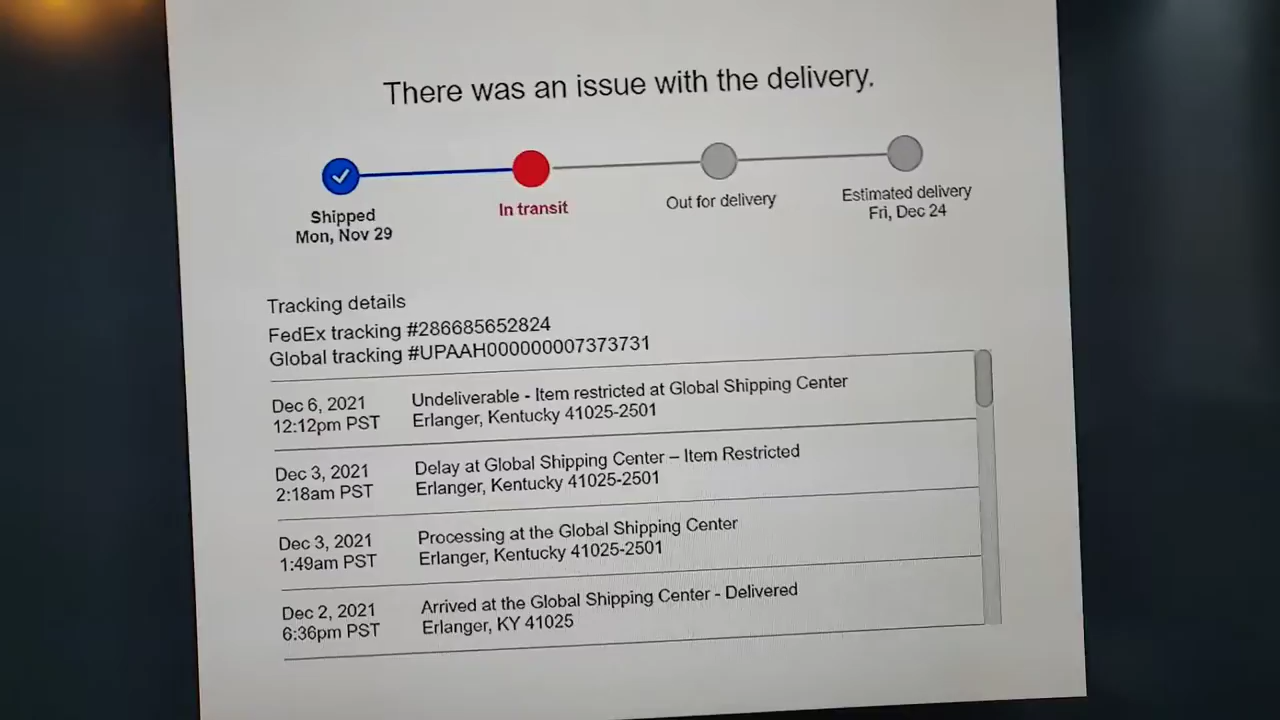 There was an issue with the delivery.
Shipped
Mon, Nov 29
In transit
Out for delivery
Estimated delivery
Fri, Dec 24
Tracking details
FedEx tracking #286685652824
Global tracking #UPAAH000000007373731
Dec 6, 2021
12:12pm PST
Undeliverable - Item restricted at Global Shipping Center
Erlanger, Kentucky 41025-2501
Dec 3, 2021
2:18am PST
Delay at Global Shipping Center – Item Restricted
Erlanger, Kentucky 41025-2501
Dec 3, 2021
1:49am PST
Processing at the Global Shipping Center
Erlanger, Kentucky 41025-2501
Dec 2, 2021
6:36pm PST
Arrived at the Global Shipping Center - Delivered
Erlanger, KY 41025